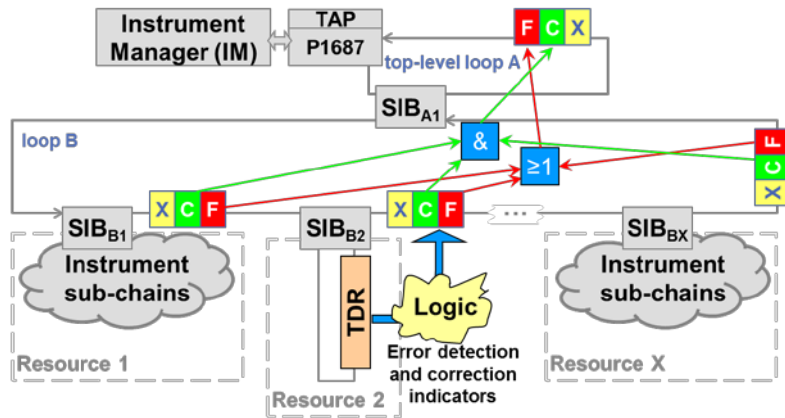 Instrument
Manager (IM)
TAP
P1687
F C X
top-level loop A
SIBA1
loop B
&
≥1
F
C
X
X C F
X C F
...
SIBB1
SIBB2
SIBBX
Instrument
sub-chains
TDR
Logic
Instrument
sub-chains
Error detection
and correction
indicators
Resource 1
Resource 2
Resource X